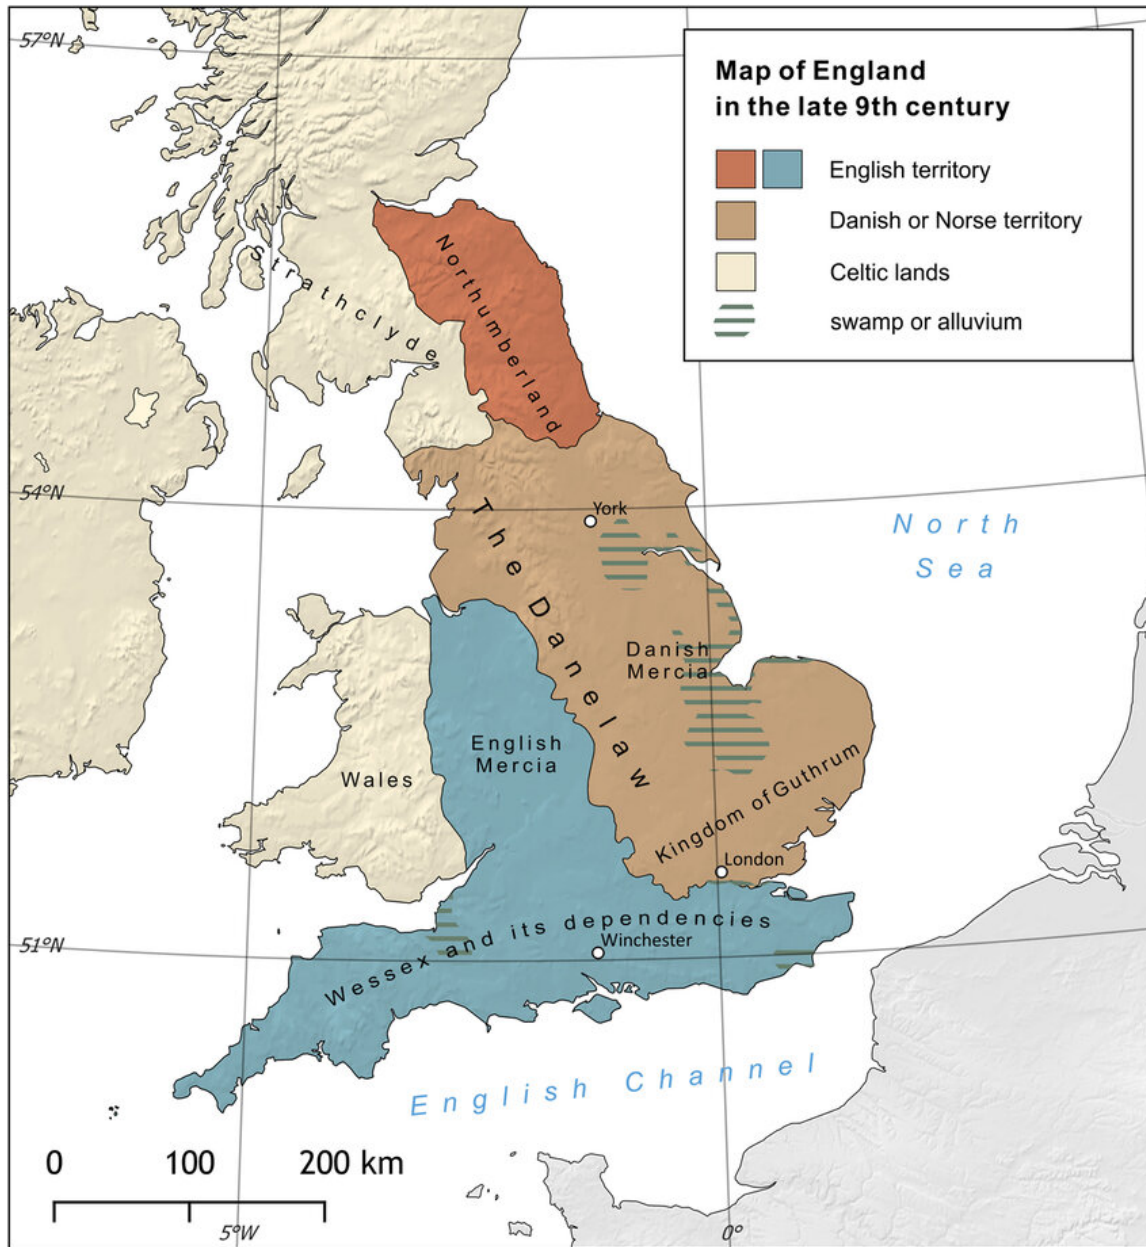 57°N
Map of England
in the late 9th century
English territory
Danish or Norse territory
Celtic lands
swamp or alluvium
Northumberland
Strathclyde
54°N
York
The Danelaw
North
Sea
Danish
Mercia
English
Mercia
Wales
Kingdom of Guthrum
London
51°N
Wessex and its dependencies
Winchester
English Channel
0 100 200 km
5°W
0°